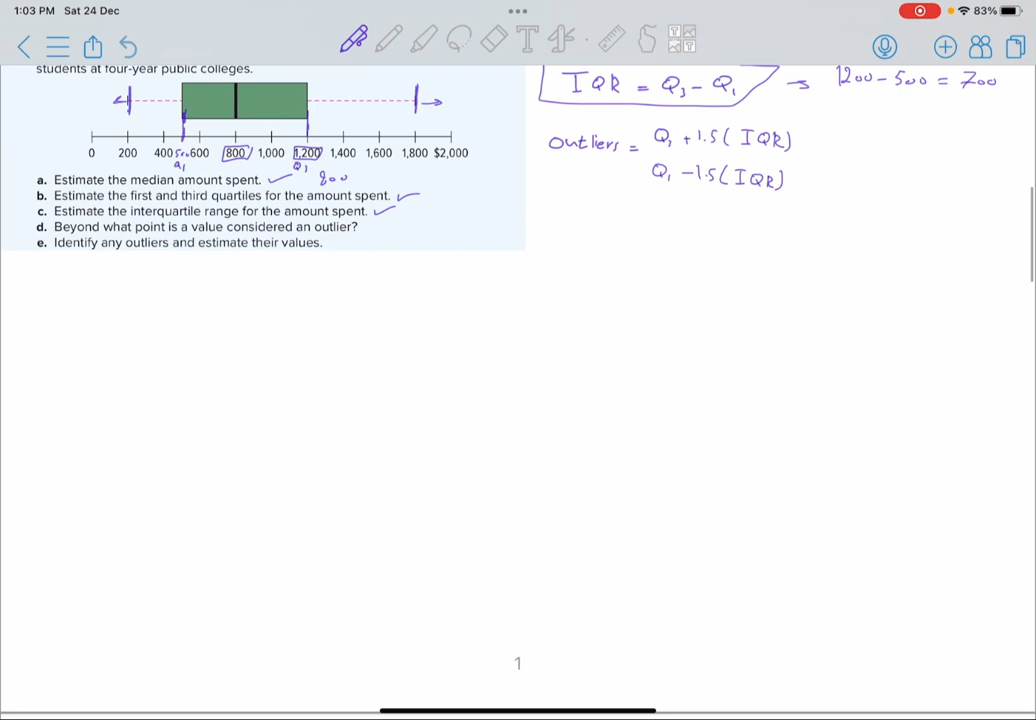 1:03 PM Sat 24 Dec
83%
students at four-year public colleges.
IQR = Q3 - Q1 → 1200 - 500 = 700
Outliers = Q1 + 1.5 ( IQR )
Q1 - 1.5 ( IQR )
0 200 400 500 600 800 1,000 1,200 1,400 1,600 1,800 $2,000
Q1 Q3
a. Estimate the median amount spent. 800
b. Estimate the first and third quartiles for the amount spent.
c. Estimate the interquartile range for the amount spent.
d. Beyond what point is a value considered an outlier?
e. Identify any outliers and estimate their values.
1